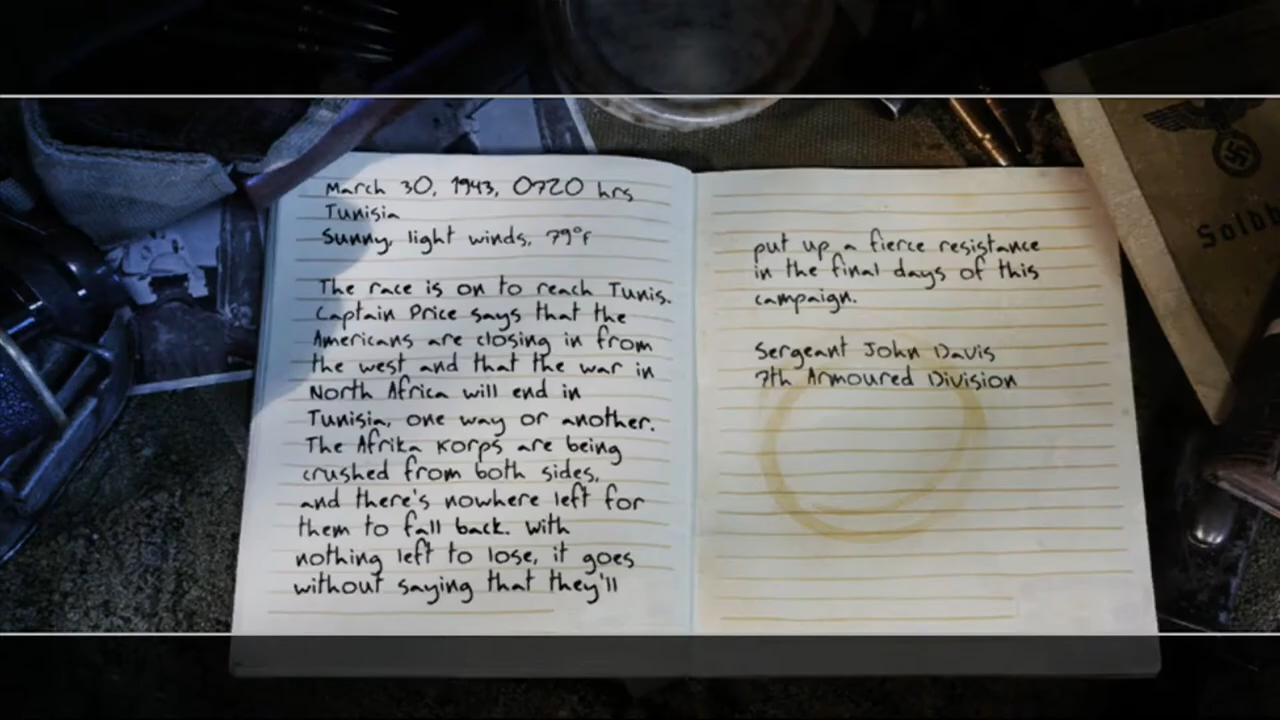 March 30, 1943, 0720 hrs
Tunisia
Sunny, light winds, 79°F
The race is on to reach Tunis.
Captain Price says that the
Americans are closing in from
the west and that the war in
North Africa will end in
Tunisia, one way or another.
The Afrika Korps are being
crushed from both sides,
and there's nowhere left for
them to fall back. With
nothing left to lose, it goes
without saying that they'll
put up a fierce resistance
in the final days of this
campaign.
Sergeant John Davis
7th Armoured Division